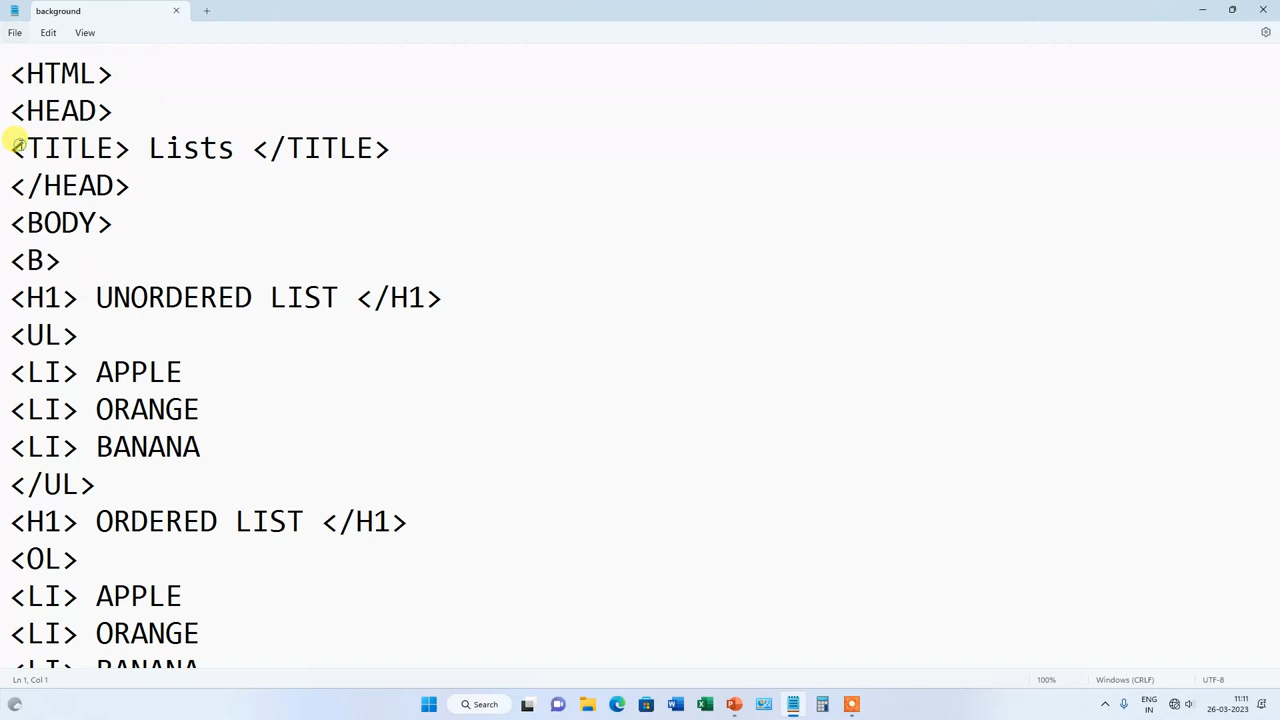 background
File Edit View
<HTML>
<HEAD>
<TITLE> Lists </TITLE>
</HEAD>
<BODY>
<B>
<H1> UNORDERED LIST </H1>
<UL>
<LI> APPLE
<LI> ORANGE
<LI> BANANA
</UL>
<H1> ORDERED LIST </H1>
<OL>
<LI> APPLE
<LI> ORANGE
<LI> BANANA
Ln 1, Col 1 100% Windows (CRLF) UTF-8
Search ENG IN 11:11 26-03-2023